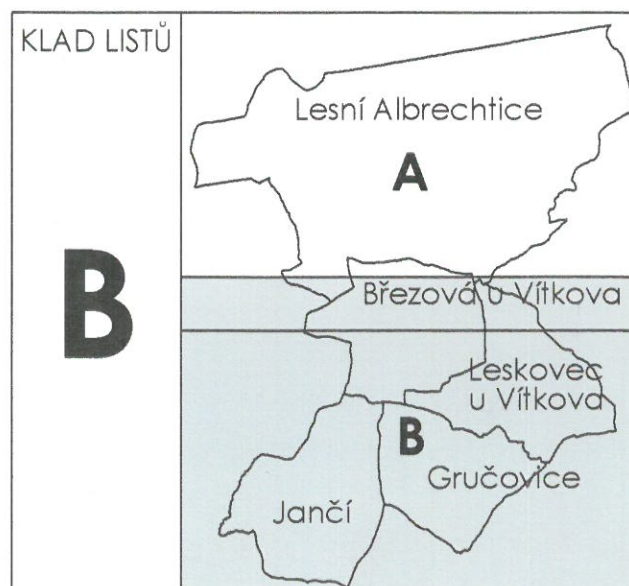 KLAD LISTŮ
B
Lesní Albrechtice
A
Březová u Vítkova
Leskovec
u Vítkova
B
Gručovice
Jančí